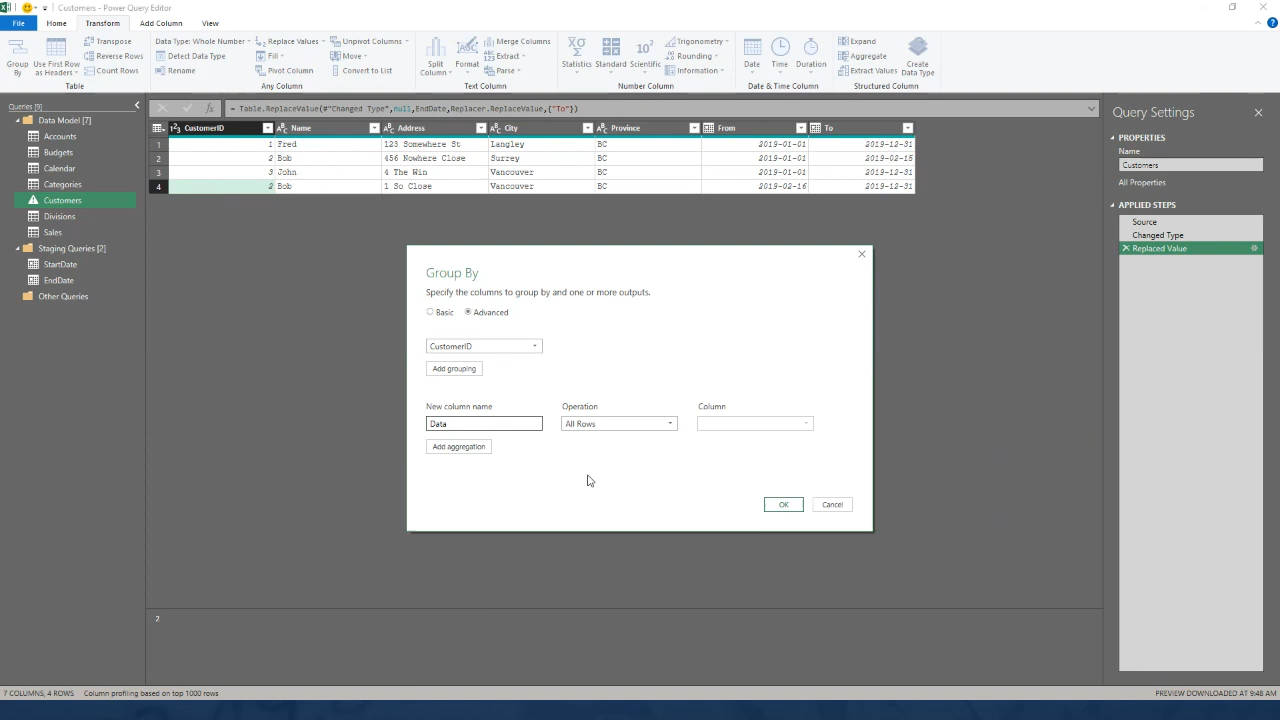 Customers - Power Query Editor
File Home Transform Add Column View
Group By
Use First Row as Headers
Transpose
Reverse Rows
Count Rows
Table
Data Type: Whole Number
Detect Data Type
Rename
Replace Values
Fill
Pivot Column
Unpivot Columns
Move
Convert to List
Any Column
Split Column
Format
ABC
Merge Columns
Extract
Parse
Text Column
Statistics
Standard
Scientific
Trigonometry
Rounding
Information
Number Column
Date
Time
Duration
Date & Time Column
Expand
Aggregate
Extract Values
Create Data Type
Structured Column
Queries [9]
Data Model [7]
Accounts
Budgets
Calendar
Categories
Customers
Divisions
Sales
Staging Queries [2]
StartDate
EndDate
Other Queries
fx = Table.ReplaceValue(#"Changed Type",null,EndDate,Replacer.ReplaceValue,{"To"})
CustomerID Name Address City Province From To
1 1 Fred 123 Somewhere St Langley BC 2019-01-01 2019-12-31
2 2 Bob 456 Nowhere Close Surrey BC 2019-01-01 2019-02-15
3 3 John 4 The Win Vancouver BC 2019-01-01 2019-12-31
4 2 Bob 1 So Close Vancouver BC 2019-02-16 2019-12-31
Group By
Specify the columns to group by and one or more outputs.
Basic Advanced
CustomerID
Add grouping
New column name Operation Column
Data All Rows
Add aggregation
OK Cancel
2
Query Settings
PROPERTIES
Name
Customers
All Properties
APPLIED STEPS
Source
Changed Type
Replaced Value
7 COLUMNS, 4 ROWS Column profiling based on top 1000 rows
PREVIEW DOWNLOADED AT 9:46 AM